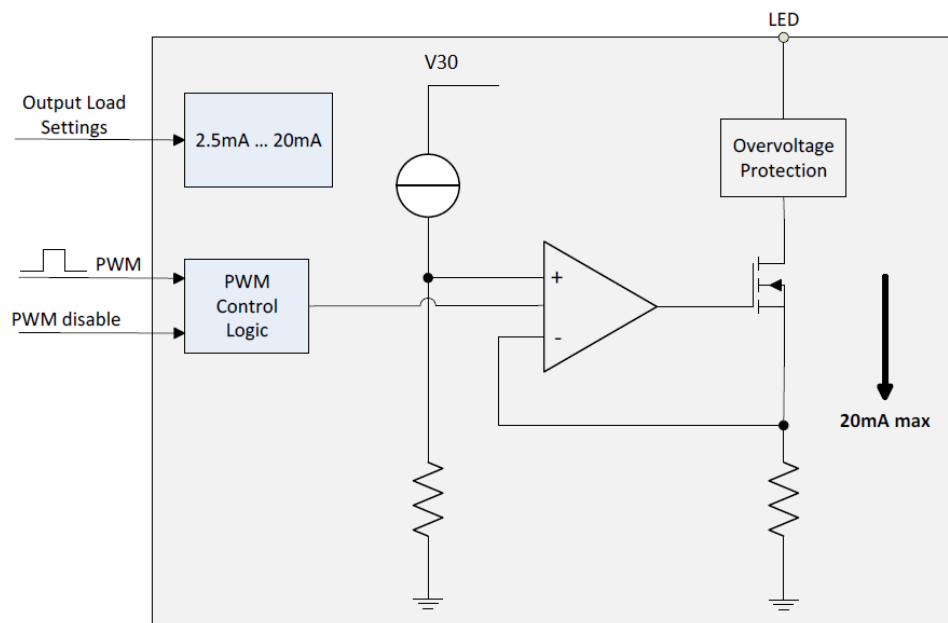 LED
V30
Output Load
Settings
2.5mA ... 20mA
Overvoltage
Protection
PWM
PWM disable
PWM
Control
Logic
+
-
20mA max